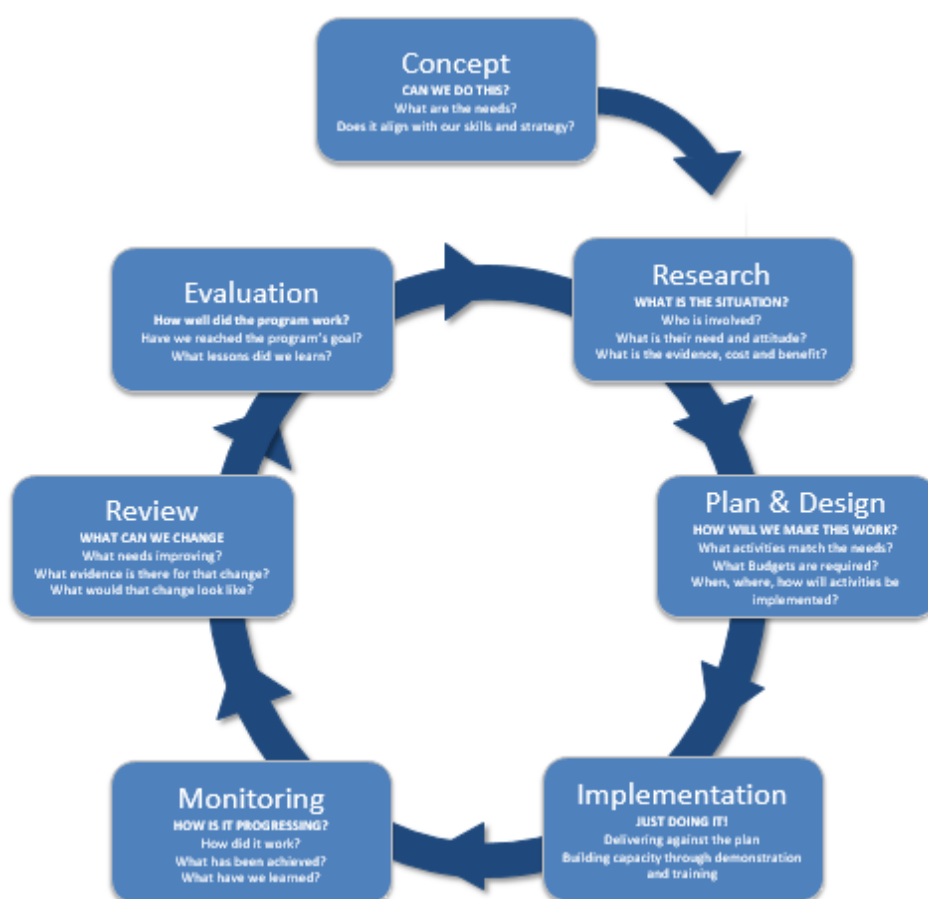 Concept
CAN WE DO THIS?
What are the needs?
Does it align with our skills and strategy?
Research
WHAT IS THE SITUATION?
Who is involved?
What is their need and attitude?
What is the evidence, cost and benefit?
Plan & Design
HOW WILL WE MAKE THIS WORK?
What activities match the needs?
What Budgets are required?
When, where, how will activities be
implemented?
Implementation
JUST DOING IT!
Delivering against the plan
Building capacity through demonstration
and training
Monitoring
HOW IS IT PROGRESSING?
How did it work?
What has been achieved?
What have we learned?
Review
WHAT CAN WE CHANGE
What needs improving?
What evidence is there for that change?
What would that change look like?
Evaluation
How well did the program work?
Have we reached the program's goal?
What lessons did we learn?